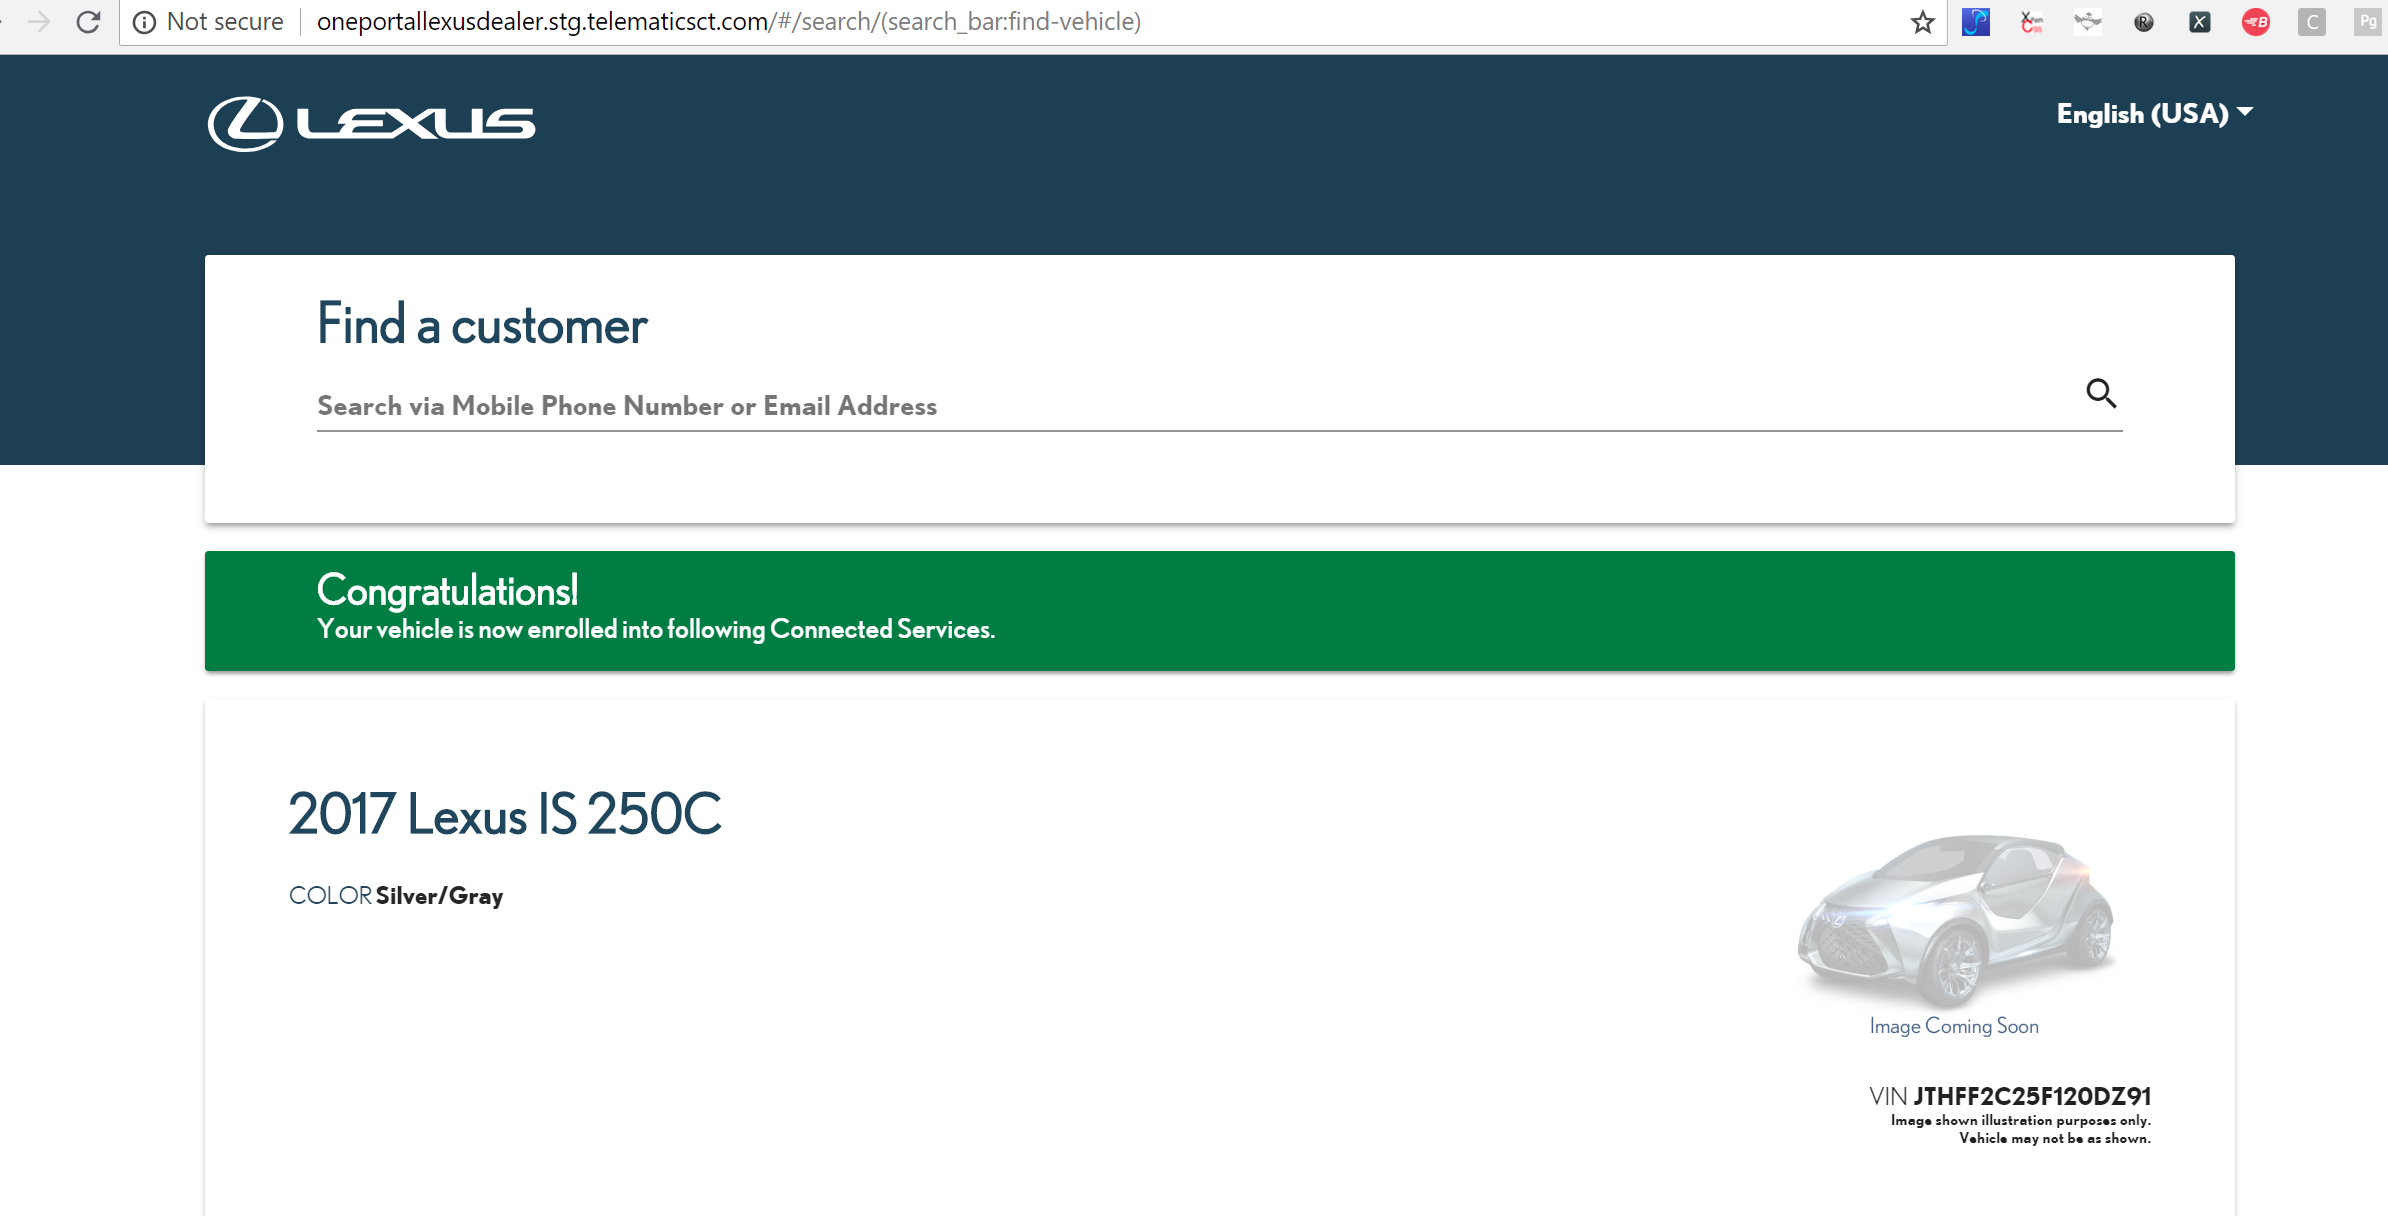 Not secure oneportallexusdealer.stg.telematicsct.com/#/search/(search_bar:find-vehicle)
LEXUS
English (USA)
Find a customer
Search via Mobile Phone Number or Email Address
Congratulations!
Your vehicle is now enrolled into following Connected Services.
2017 Lexus IS 250C
COLOR Silver/Gray
Image Coming Soon
VIN JTHFF2C25F120DZ91
Image shown illustration purposes only.
Vehicle may not be as shown.